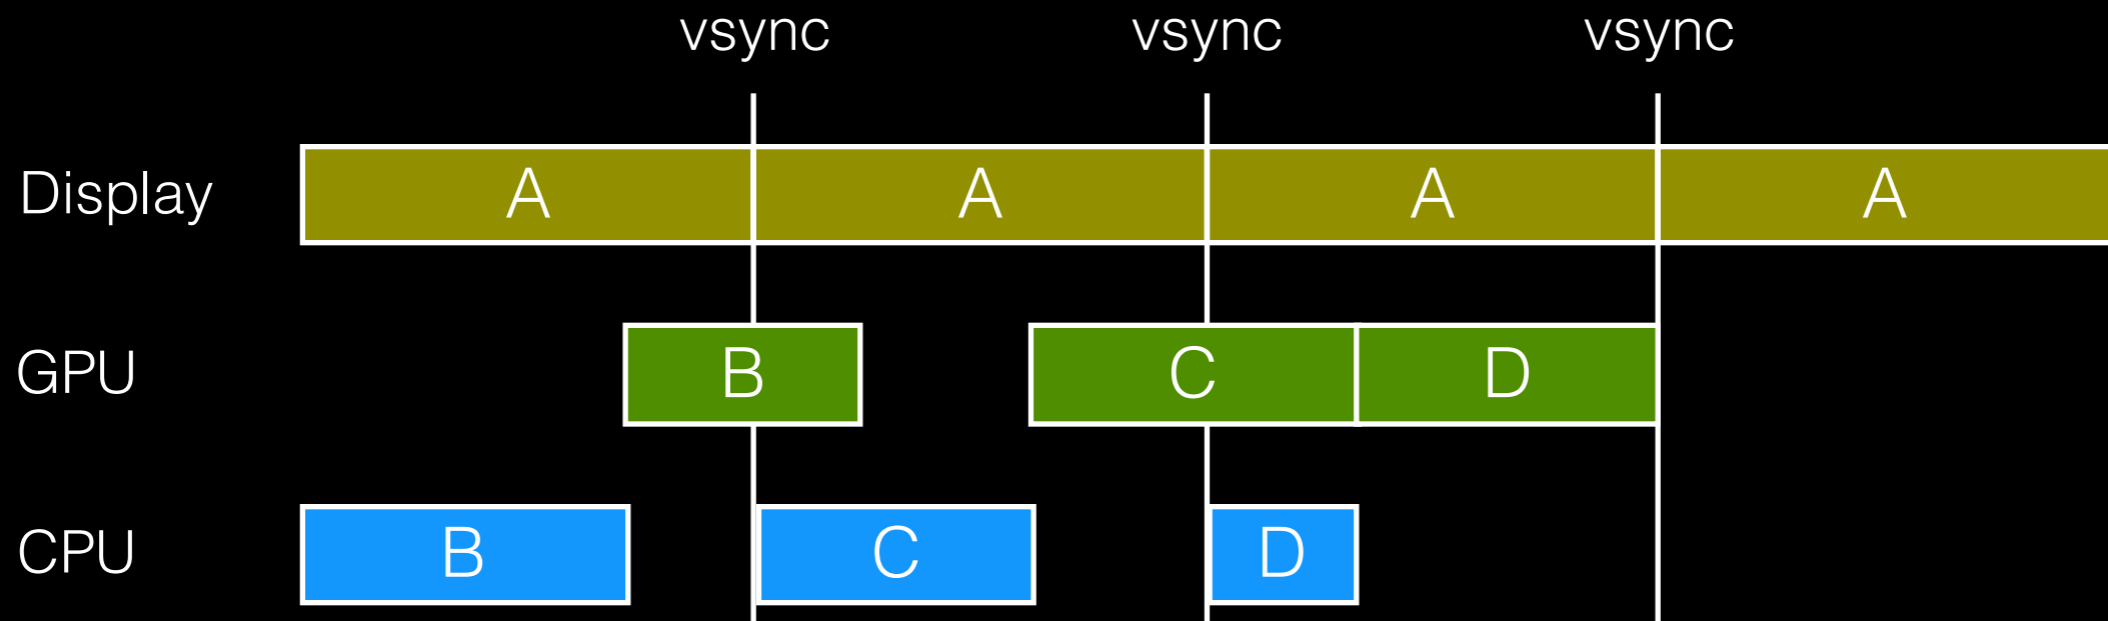 vsync vsync vsync
Display A A A A
GPU B C D
CPU B C D